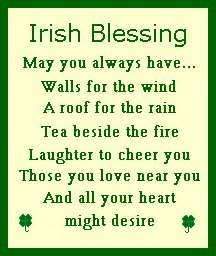 Irish Blessing
May you always have...
Walls for the wind
A roof for the rain
Tea beside the fire
Laughter to cheer you
Those you love near you
And all your heart
might desire